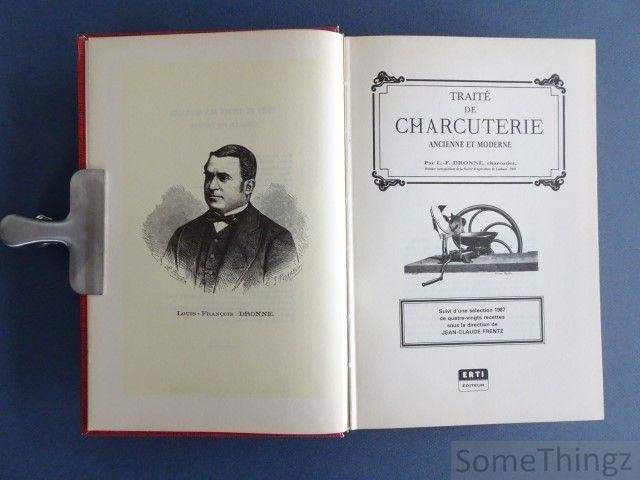 Louis-François DRONNE.
TRAITÉ
DE
CHARCUTERIE
ANCIENNE ET MODERNE
Par L.-F. DRONNE, charcutier,
Suivi d'une sélection 1987
de quatre-vingts recettes
sous la direction de
JEAN-CLAUDE FRENTZ
ERTI
ÉDITEUR
SomeThingz